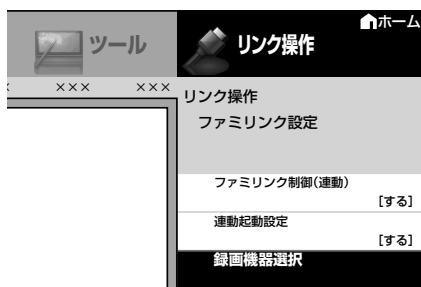 ホーム
ツール
リンク操作
××× ×××
リンク操作
ファミリンク設定
ファミリンク制御(連動)
[する]
連動起動設定
[する]
録画機器選択